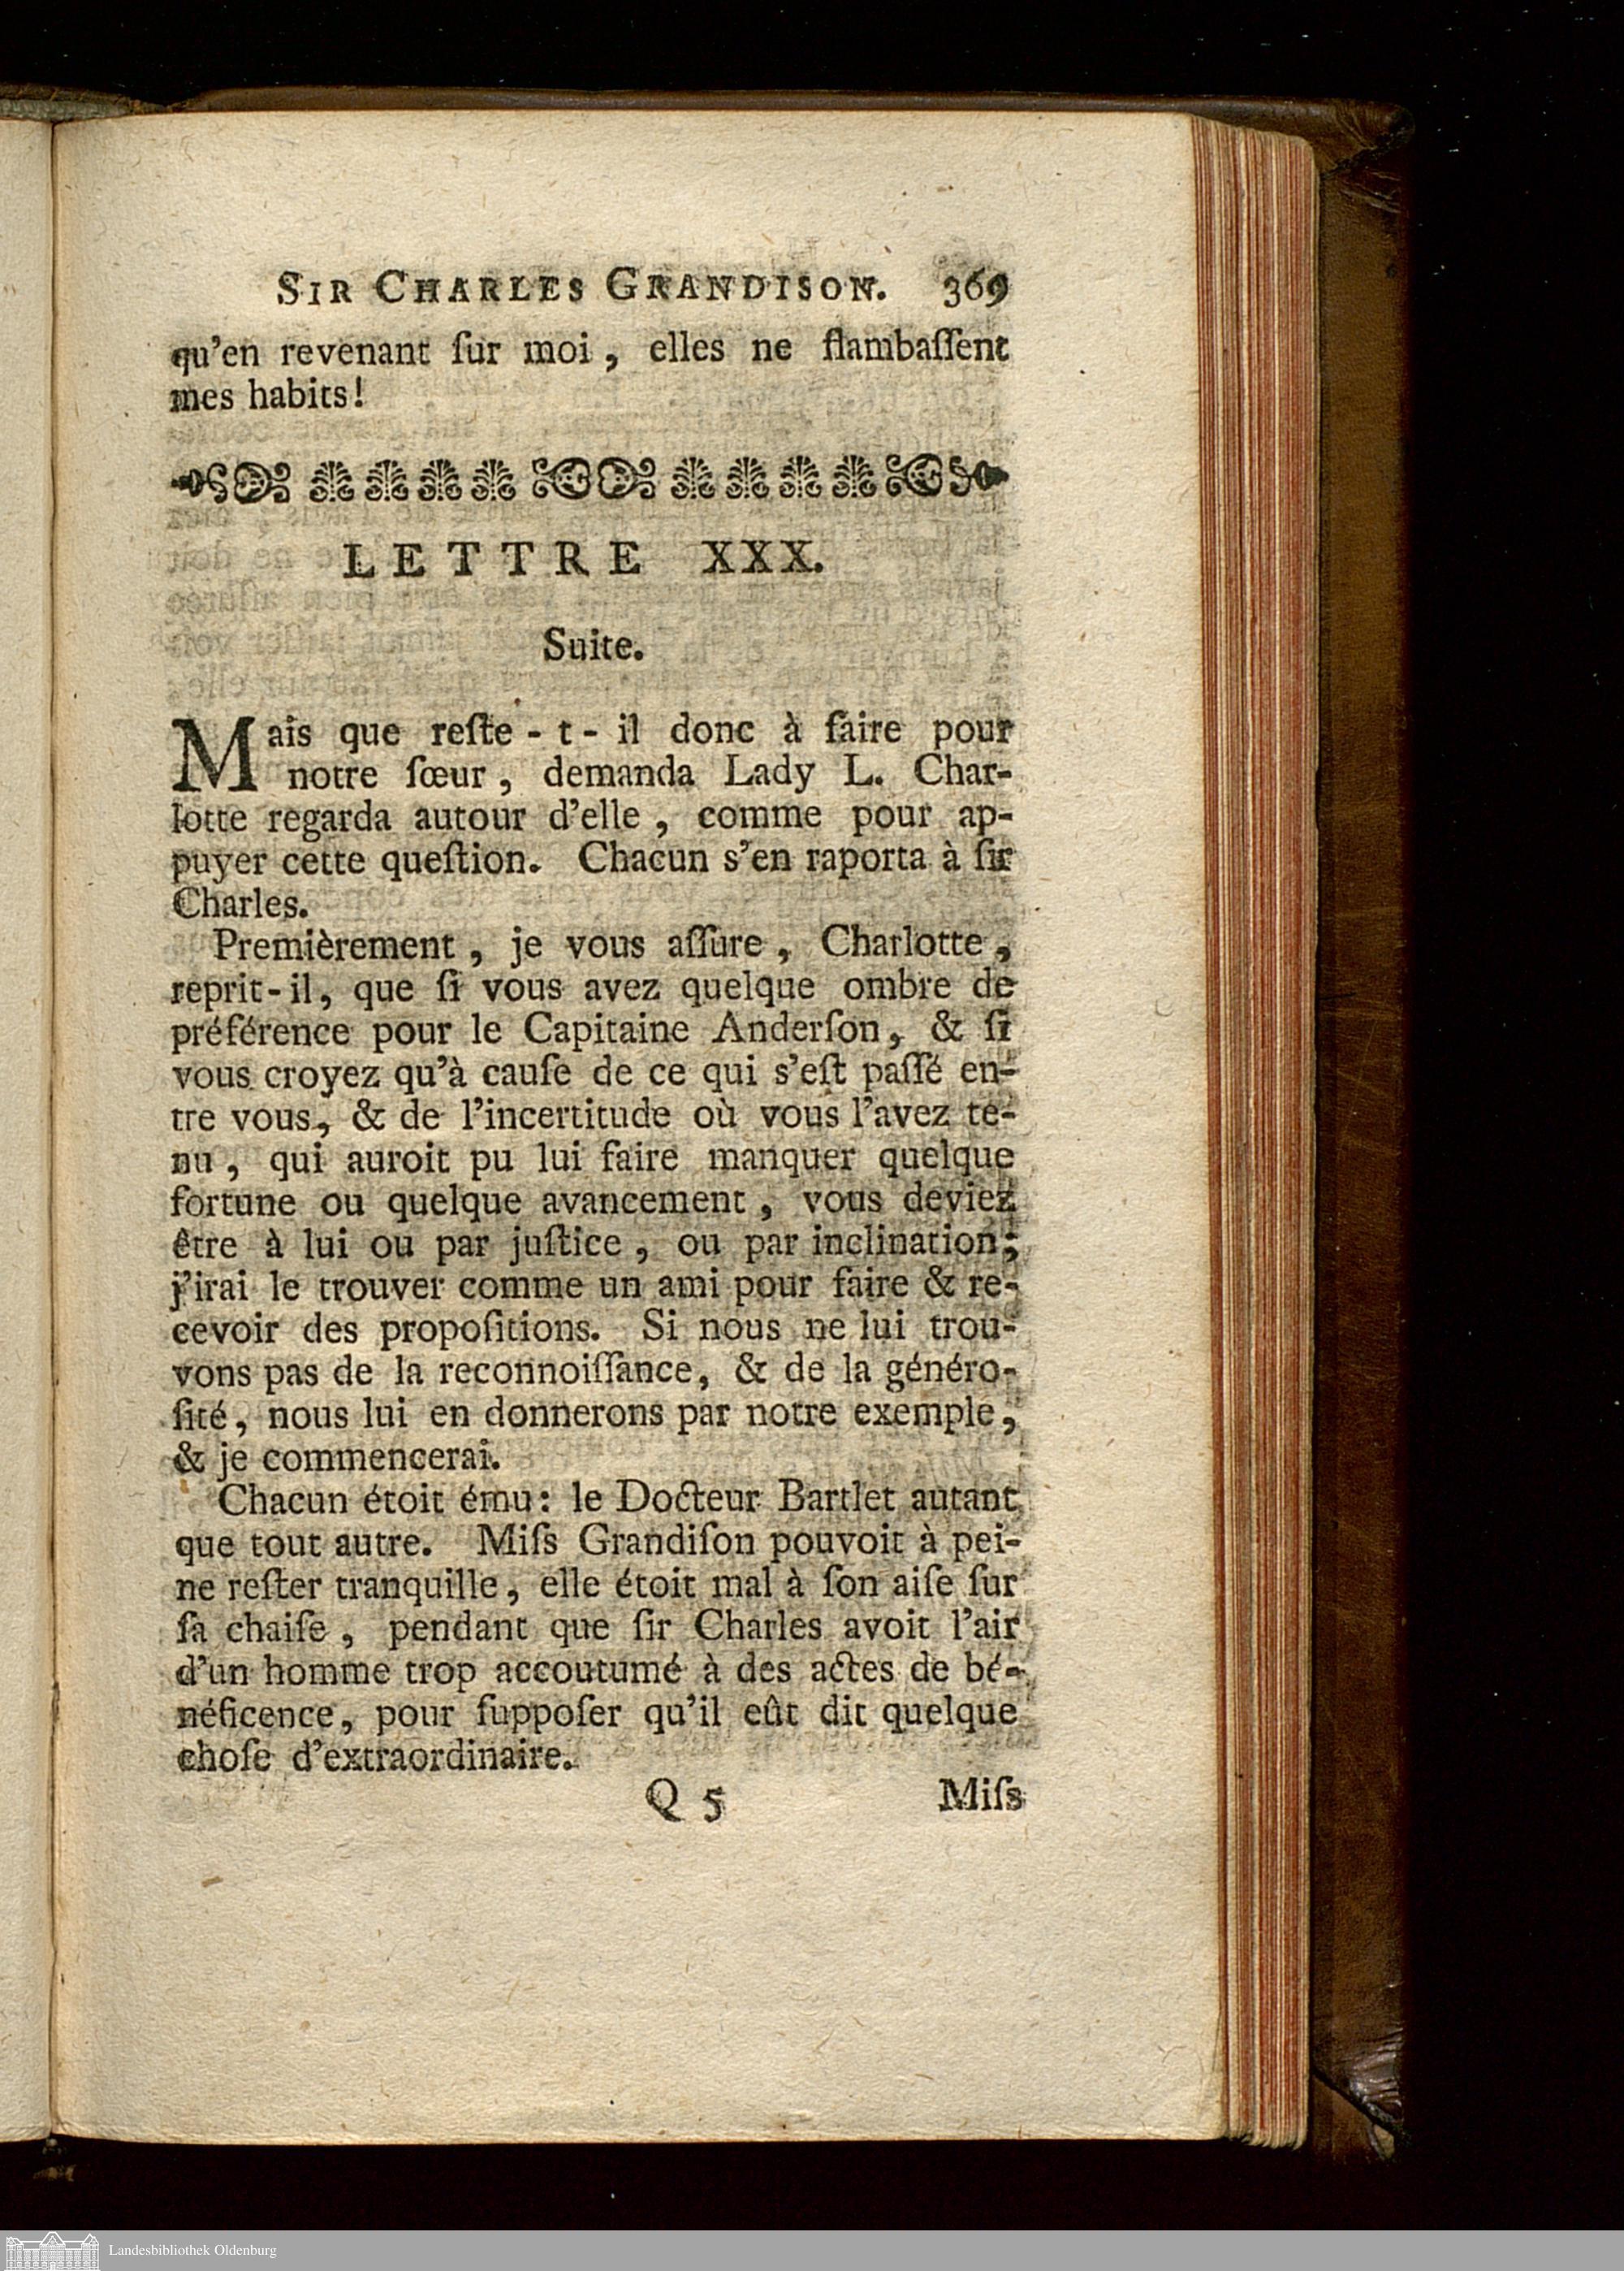 SIR CHARLES GRANDISON. 369
qu'en revenant ſur moi, elles ne flambaſſent
mes habits!
LETTRE XXX.
Suite.
Mais que reſte-t-il donc à faire pour
notre ſœur, demanda Lady L. Char-
lotte regarda autour d'elle, comme pour ap-
puyer cette queſtion. Chacun s'en raporta à ſir
Charles.
Premièrement, je vous aſſure, Charlotte,
reprit-il, que ſi vous avez quelque ombre de
préférence pour le Capitaine Anderſon, & ſi
vous croyez qu'à cauſe de ce qui s'eſt paſſé en-
tre vous, & de l'incertitude où vous l'avez te-
nu, qui auroit pu lui faire manquer quelque
fortune ou quelque avancement, vous deviez
être à lui ou par juſtice, ou par inclination;
j'irai le trouver comme un ami pour faire & re-
cevoir des propoſitions. Si nous ne lui trou-
vons pas de la reconnoiſſance, & de la généro-
ſité, nous lui en donnerons par notre exemple,
& je commencerai.
Chacun étoit ému: le Docteur Bartlet autant
que tout autre. Miſs Grandiſon pouvoit à pei-
ne reſter tranquille, elle étoit mal à ſon aiſe ſur
ſa chaiſe, pendant que ſir Charles avoit l'air
d'un homme trop accoutumé à des actes de bé-
néficence, pour ſuppoſer qu'il eût dit quelque
choſe d'extraordinaire.
Q 5 Miſs
Landesbibliothek Oldenburg